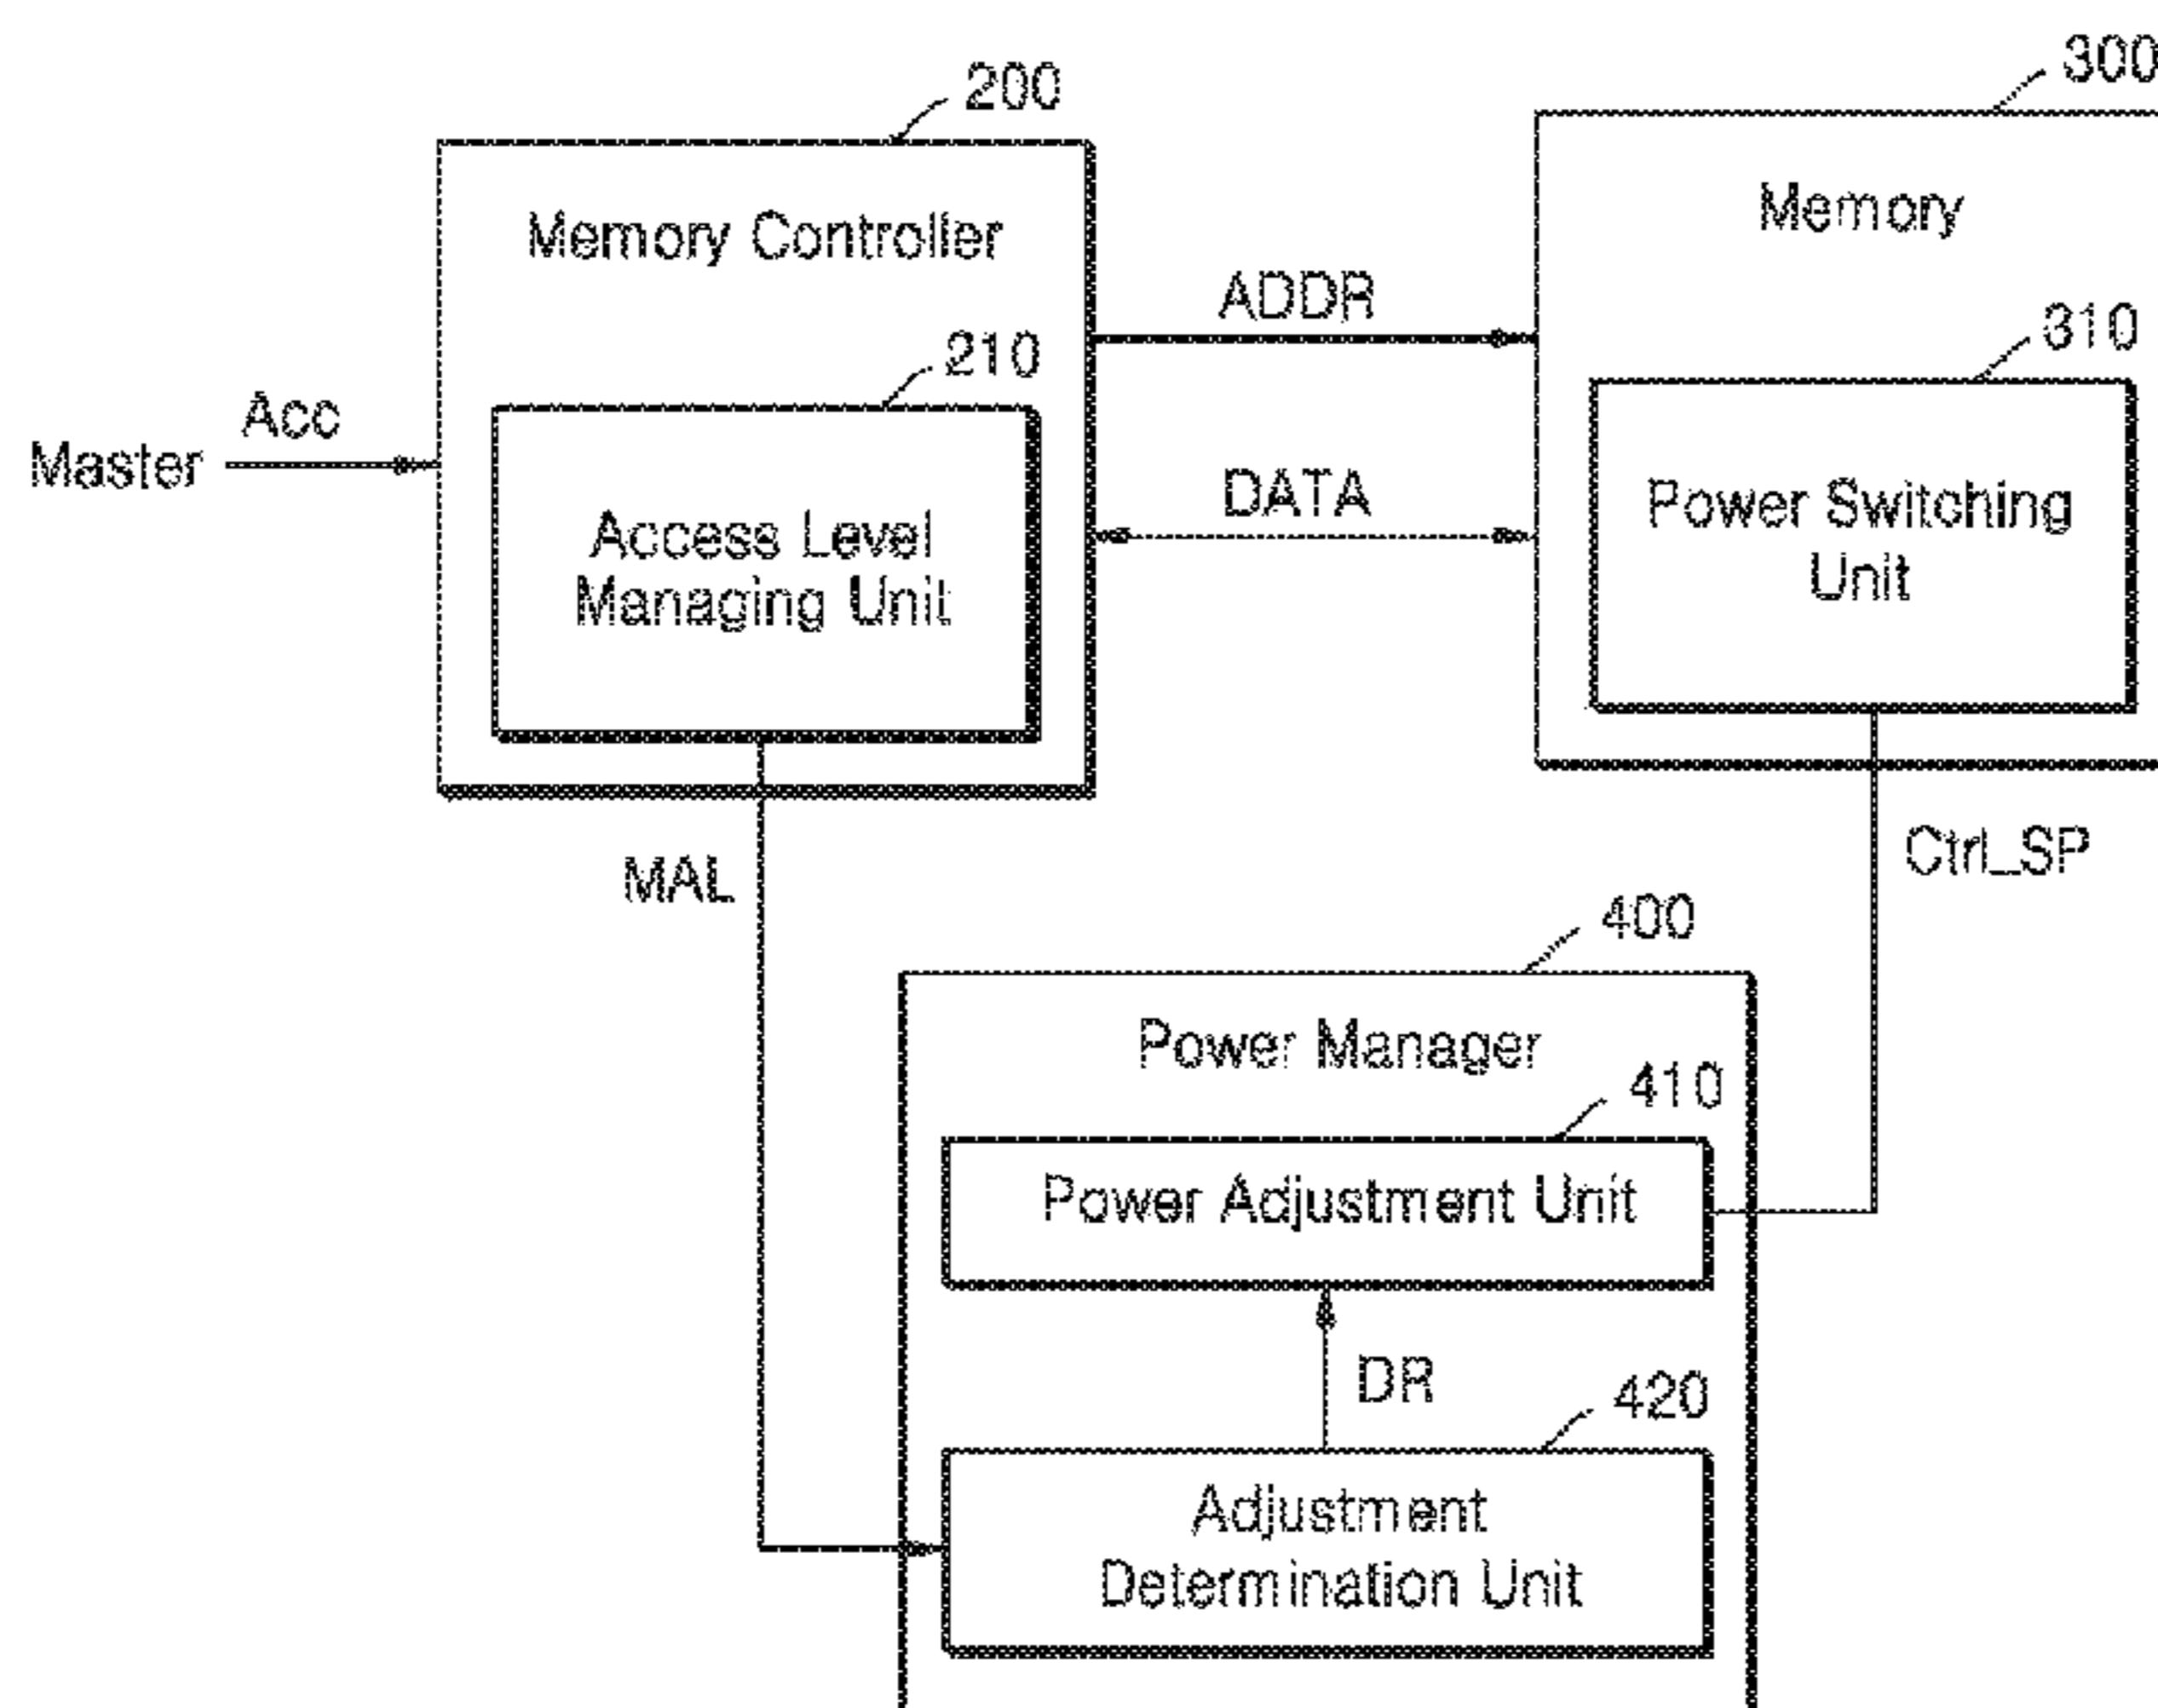 200
300
Memory Controller
Memory
ADDR
210
310
Acc
Master
DATA
Access Level
Managing Unit
Power Switching
Unit
MAL
Ctrl_SP
400
Power Manager
410
Power Adjustment Unit
DR
420
Adjustment
Determination Unit